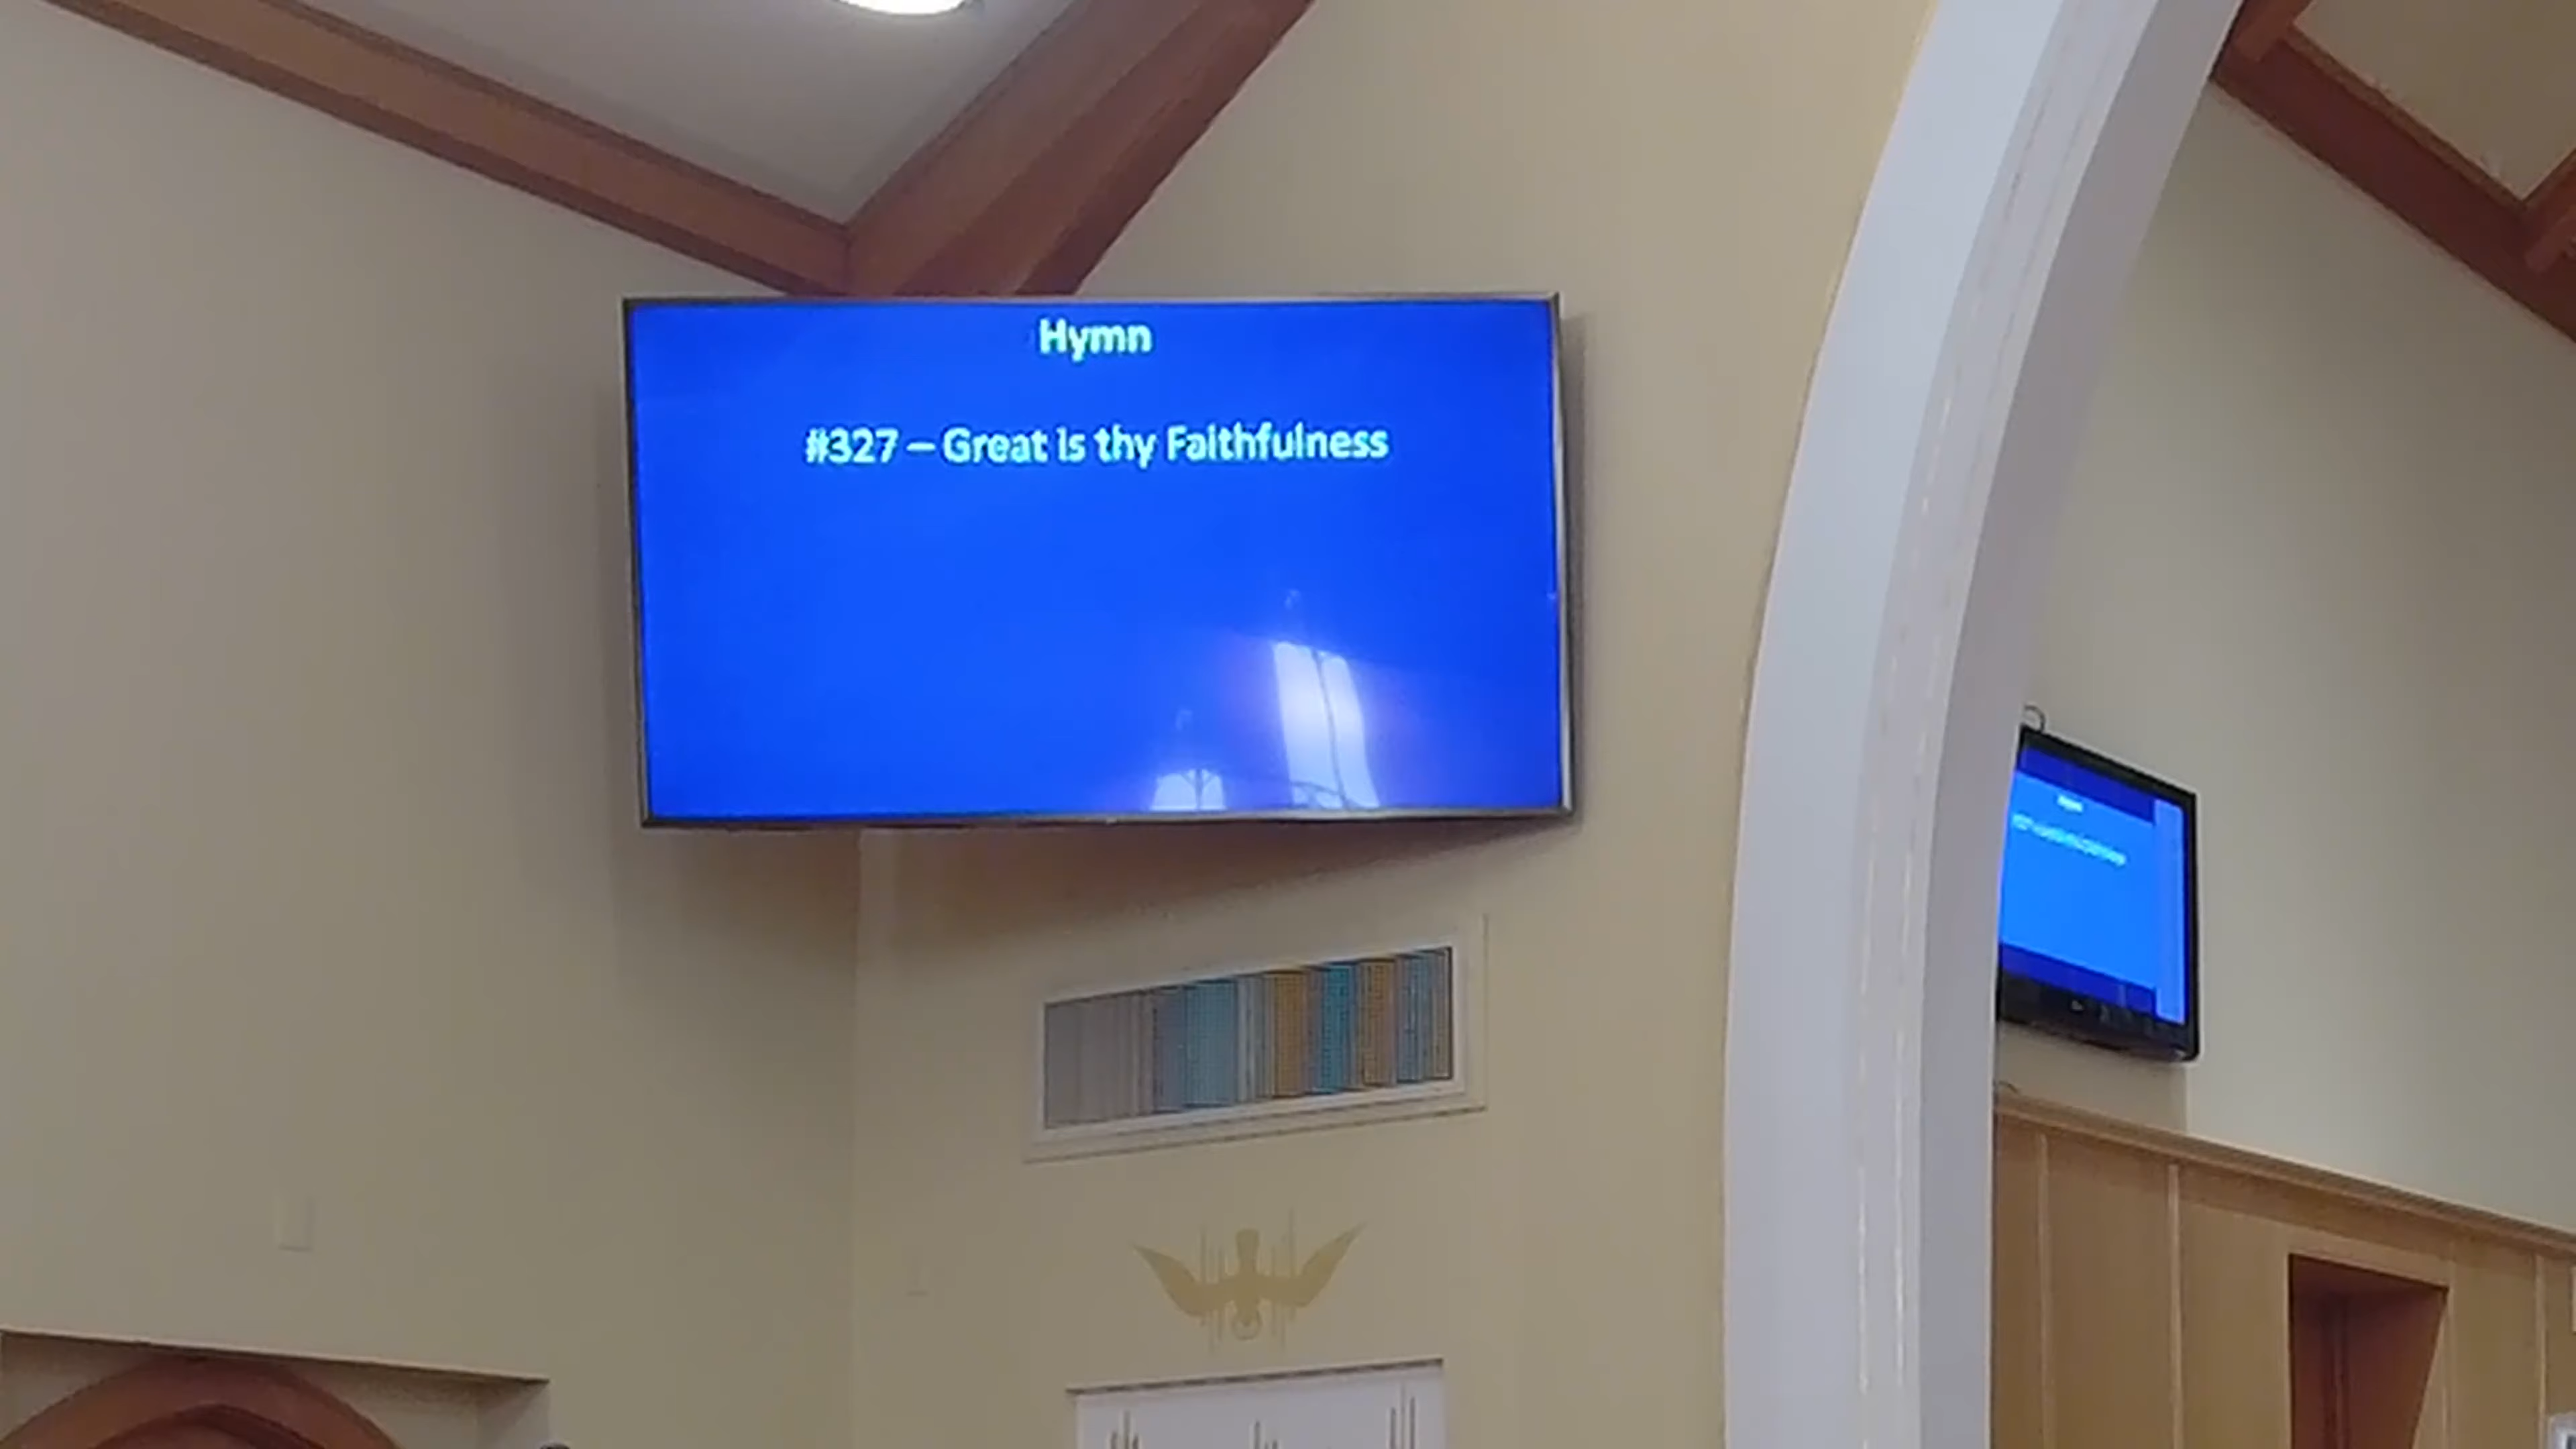 Hymn
#327 – Great is thy Faithfulness